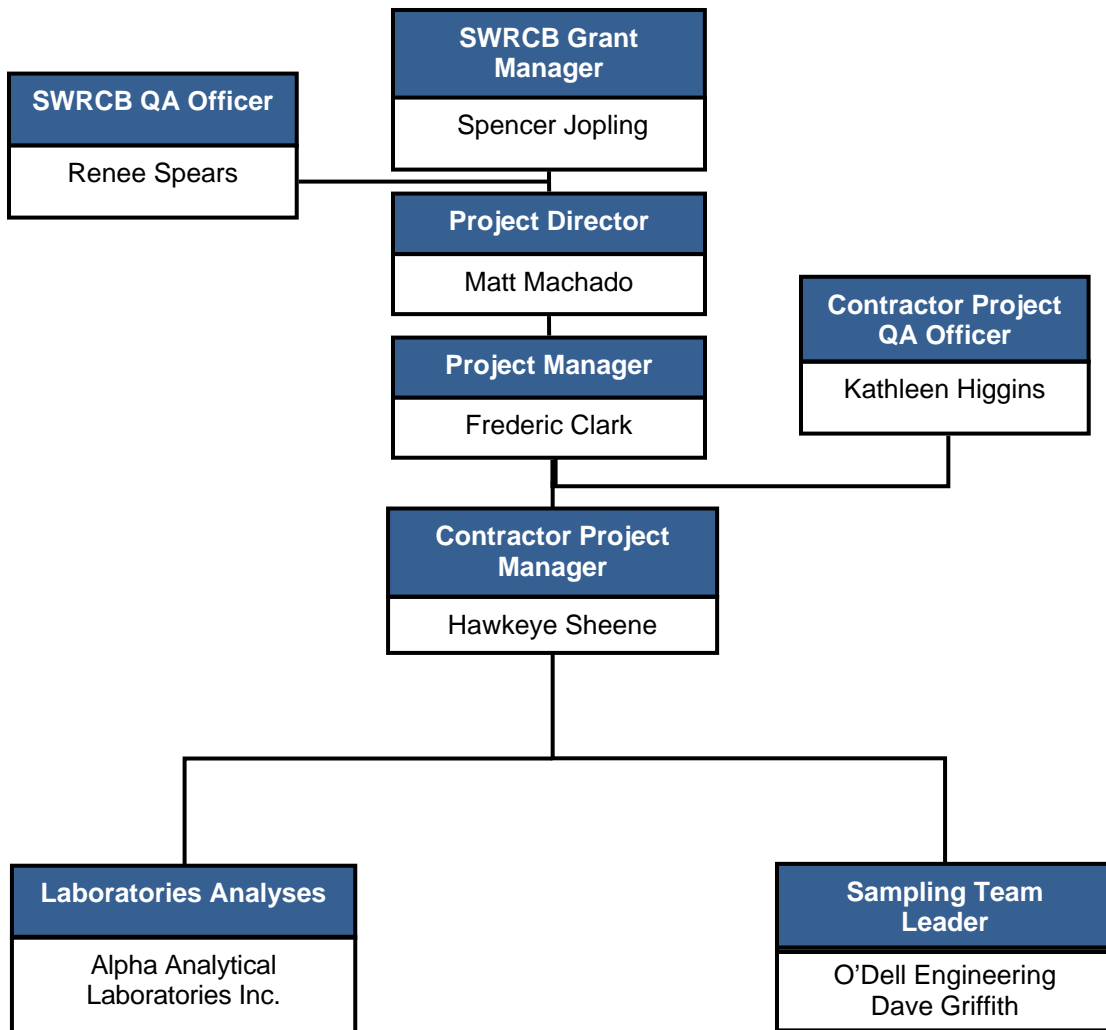 SWRCB Grant
Manager
Spencer Jopling
SWRCB QA Officer
Renee Spears
Project Director
Matt Machado
Contractor Project
QA Officer
Kathleen Higgins
Project Manager
Frederic Clark
Contractor Project
Manager
Hawkeye Sheene
Laboratories Analyses
Alpha Analytical
Laboratories Inc.
Sampling Team
Leader
O’Dell Engineering
Dave Griffith